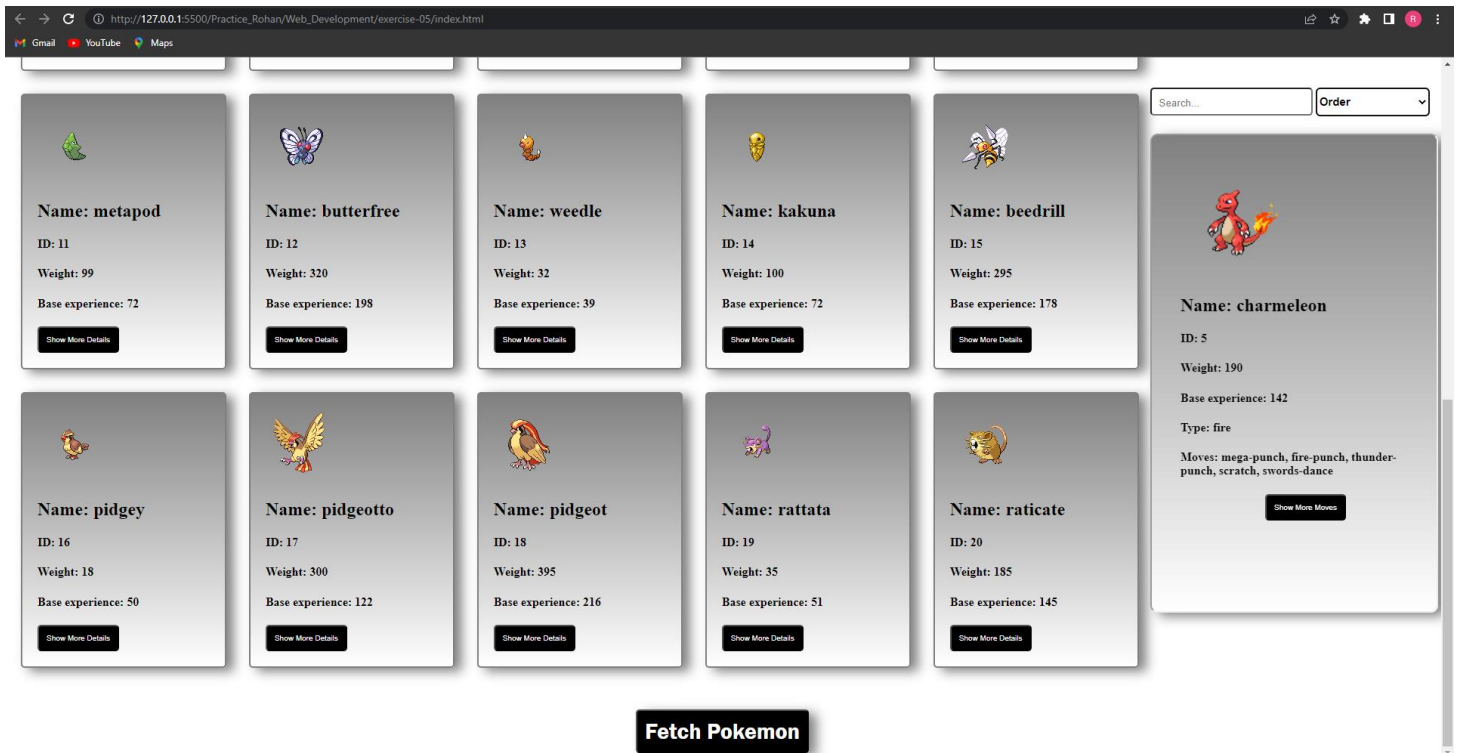 http://127.0.0.1:5500/Practice_Rohan/Web_Development/exercise-05/index.html
R
Gmail YouTube Maps
Search... Order
Name: metapod
ID: 11
Weight: 99
Base experience: 72
Show More Details
Name: butterfree
ID: 12
Weight: 320
Base experience: 198
Show More Details
Name: weedle
ID: 13
Weight: 32
Base experience: 39
Show More Details
Name: kakuna
ID: 14
Weight: 100
Base experience: 72
Show More Details
Name: beedrill
ID: 15
Weight: 295
Base experience: 178
Show More Details
Name: charmeleon
ID: 5
Weight: 190
Base experience: 142
Type: fire
Moves: mega-punch, fire-punch, thunder-
punch, scratch, swords-dance
Show More Moves
Name: pidgey
ID: 16
Weight: 18
Base experience: 50
Show More Details
Name: pidgeotto
ID: 17
Weight: 300
Base experience: 122
Show More Details
Name: pidgeot
ID: 18
Weight: 395
Base experience: 216
Show More Details
Name: rattata
ID: 19
Weight: 35
Base experience: 51
Show More Details
Name: raticate
ID: 20
Weight: 185
Base experience: 145
Show More Details
Fetch Pokemon